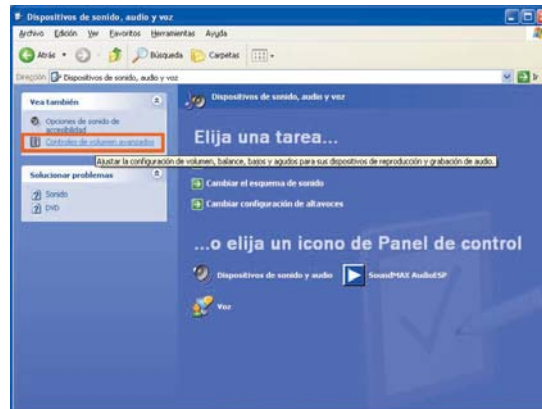 Dispositivos de sonido, audio y voz
Archivo Edición Ver Favoritos Herramientas Ayuda
Atrás Búsqueda Carpetas
Dirección Dispositivos de sonido, audio y voz Ir
Vea también
Opciones de sonido de
accesibilidad
Controles de volumen avanzados
Solucionar problemas
Sonido
DVD
Dispositivos de sonido, audio y voz
Elija una tarea...
Ajustar la configuración de volumen, balance, bajos y agudos para sus dispositivos de reproducción y grabación de audio.
Cambiar el esquema de sonido
Cambiar configuración de altavoces
...o elija un icono de Panel de control
Dispositivos de sonido y audio SoundMAX AudioESP
Voz